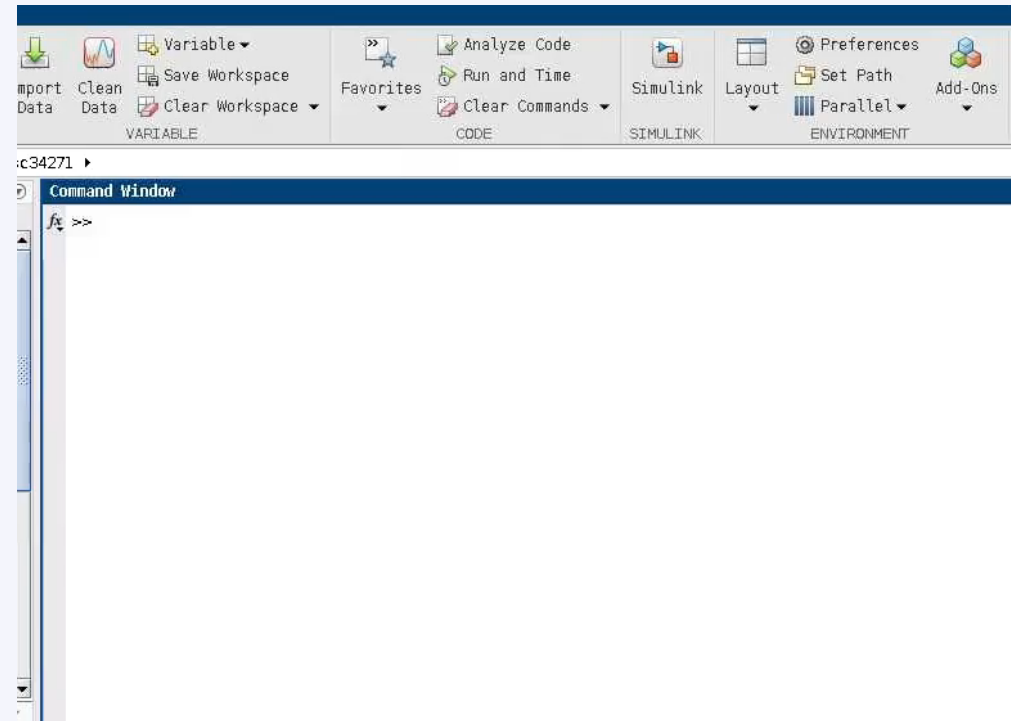 Variable
Analyze Code
Preferences
Save Workspace
Run and Time
Set Path
mport Clean
Data Data
Clear Workspace
Favorites
Clear Commands
Simulink
Layout
Parallel
Add-Ons
VARIABLE
CODE
SIMULINK
ENVIRONMENT
sc34271
Command Window
fx >>